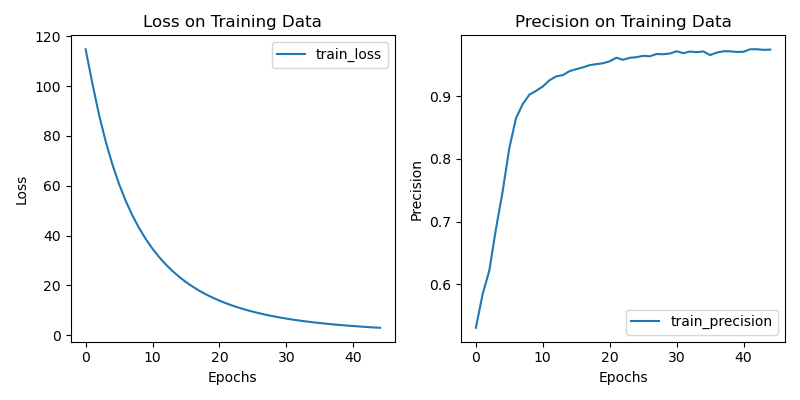 Loss on Training Data
120
100
80
60
40
20
0
Loss
train_loss
0 10 20 30 40
Epochs
Precision on Training Data
0.9
0.8
0.7
0.6
Precision
train_precision
0 10 20 30 40
Epochs